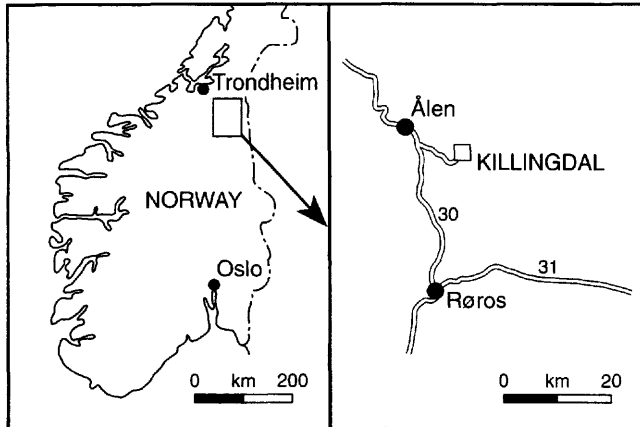 Trondheim
NORWAY
Oslo
0 km 200
Ålen
KILLINGDAL
30
31
Røros
0 km 20